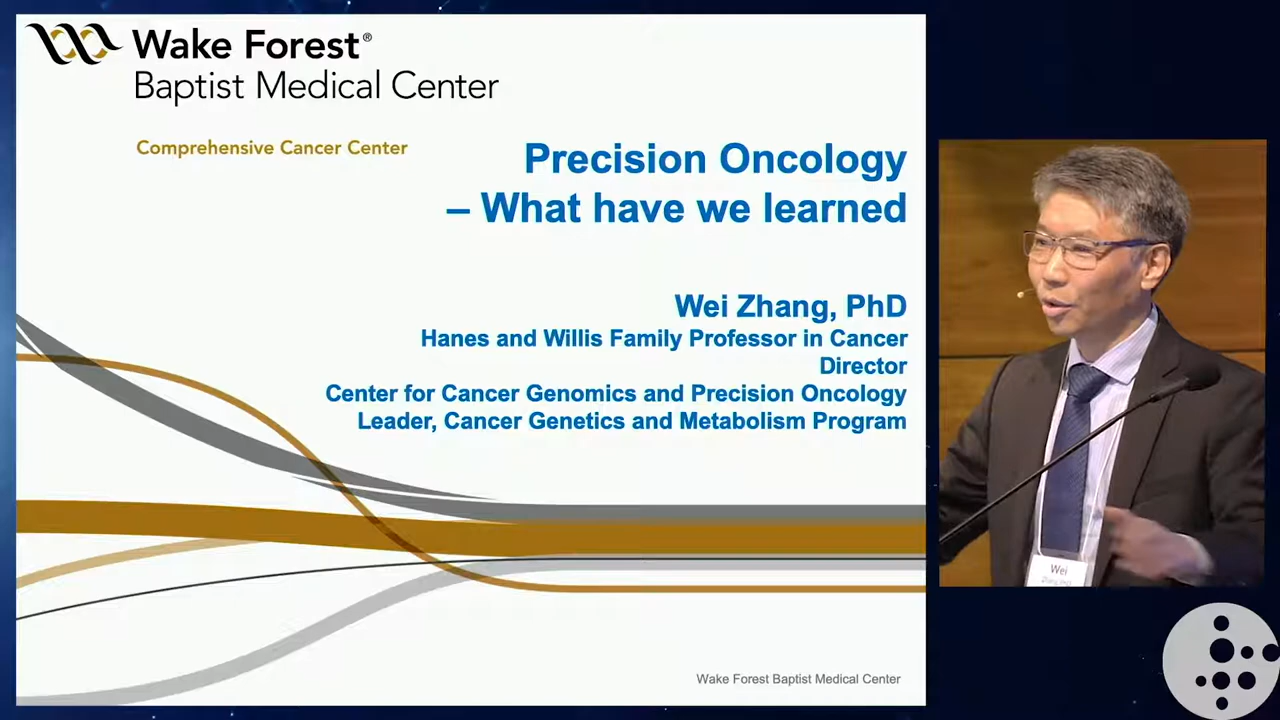 Wake Forest®
Baptist Medical Center
Comprehensive Cancer Center
Precision Oncology
– What have we learned
Wei Zhang, PhD
Hanes and Willis Family Professor in Cancer
Director
Center for Cancer Genomics and Precision Oncology
Leader, Cancer Genetics and Metabolism Program
Wake Forest Baptist Medical Center
Wei
Zhang, PhD